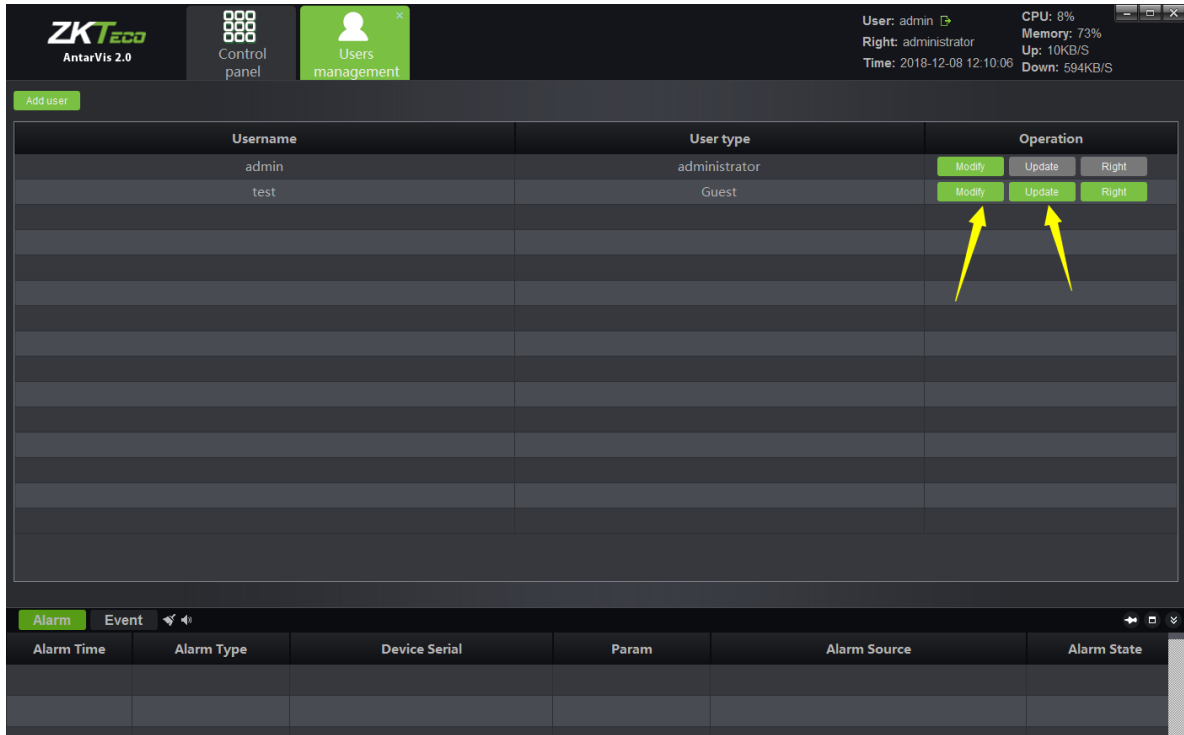 ZKTeco
AntarVis 2.0
Control
panel
Users
management
User: admin
Right: administrator
Time: 2018-12-08 12:10:06
CPU: 8%
Memory: 73%
Up: 10KB/S
Down: 594KB/S
Add user
Username User type Operation
admin administrator Modify Update Right
test Guest Modify Update Right
Alarm Event
Alarm Time Alarm Type Device Serial Param Alarm Source Alarm State